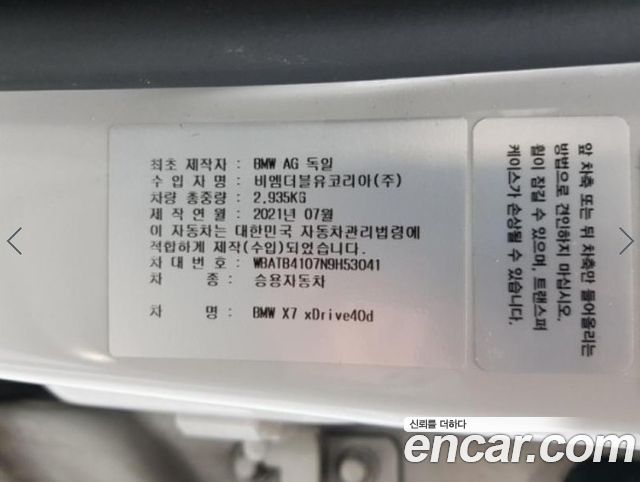 최초 제작자 : BMW AG 독일
수 입 자 명 : 비엠더블유코리아(주)
차량 총중량 : 2,935KG
제 작 연 월 : 2021년 07월
이 자동차는 대한민국 자동차관리법령에
적합하게 제작(수입)되었습니다.
차 대 번 호 : WBATB4107N9H53041
차 종 : 승용자동차
차 명 : BMW X7 xDrive40d
앞 차축 또는 뒤 차축만 들어올리는
방법으로 견인하지 마십시오.
휠이 잠길 수 있으며, 트랜스퍼
케이스가 손상될 수 있습니다.
신뢰를 더하다
encar.com